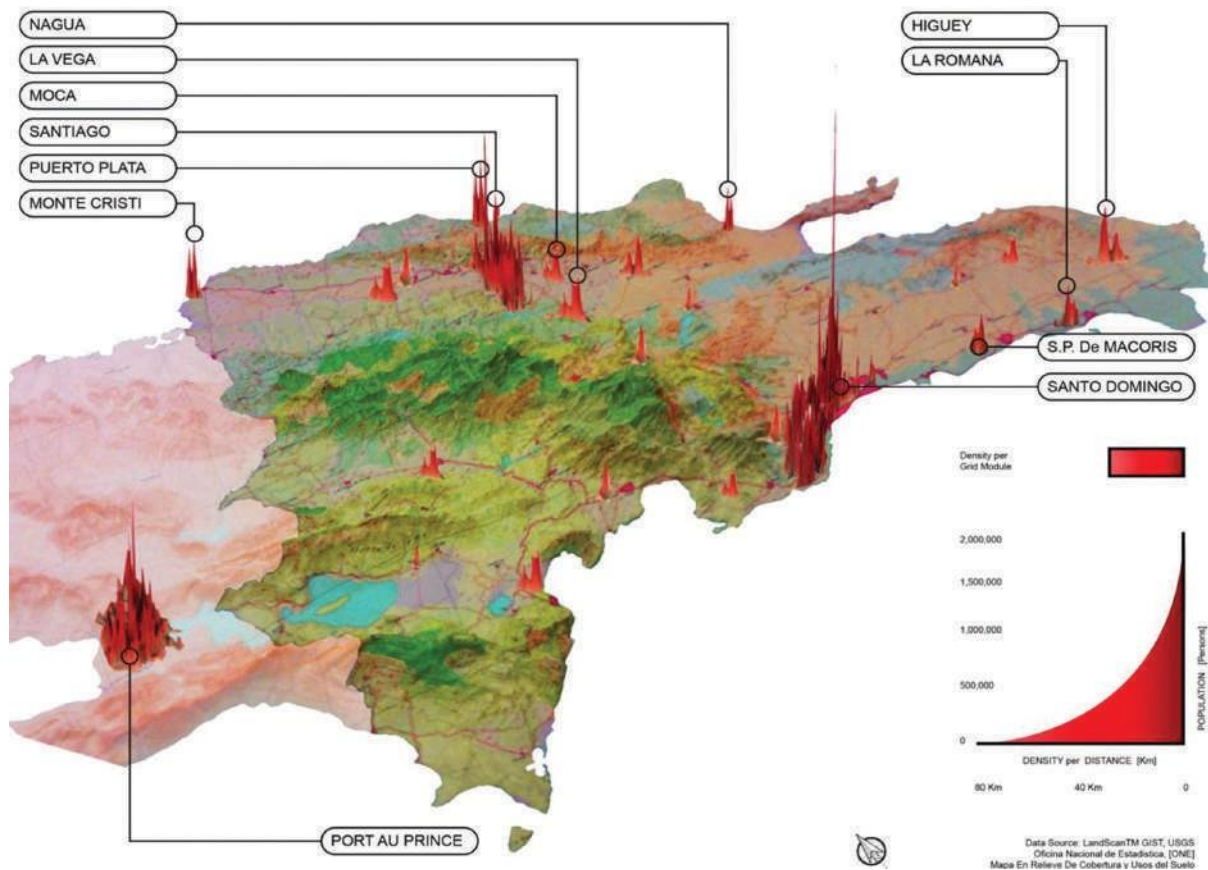 NAGUA
LA VEGA
MOCA
SANTIAGO
PUERTO PLATA
MONTE CRISTI
HIGUEY
LA ROMANA
S.P. De MACORIS
SANTO DOMINGO
Density per
Grid Module
2,000,000
1,500,000
1,000,000
500,000
0
POPULATION [Persons]
DENSITY per DISTANCE [Km]
80 Km
40 Km
0
PORT AU PRINCE
Data Source: LandScanTM GIST, USGS
Oficina Nacional de Estadistica, [ONE]
Mapa En Relieve De Cobertura y Usos del Suelo